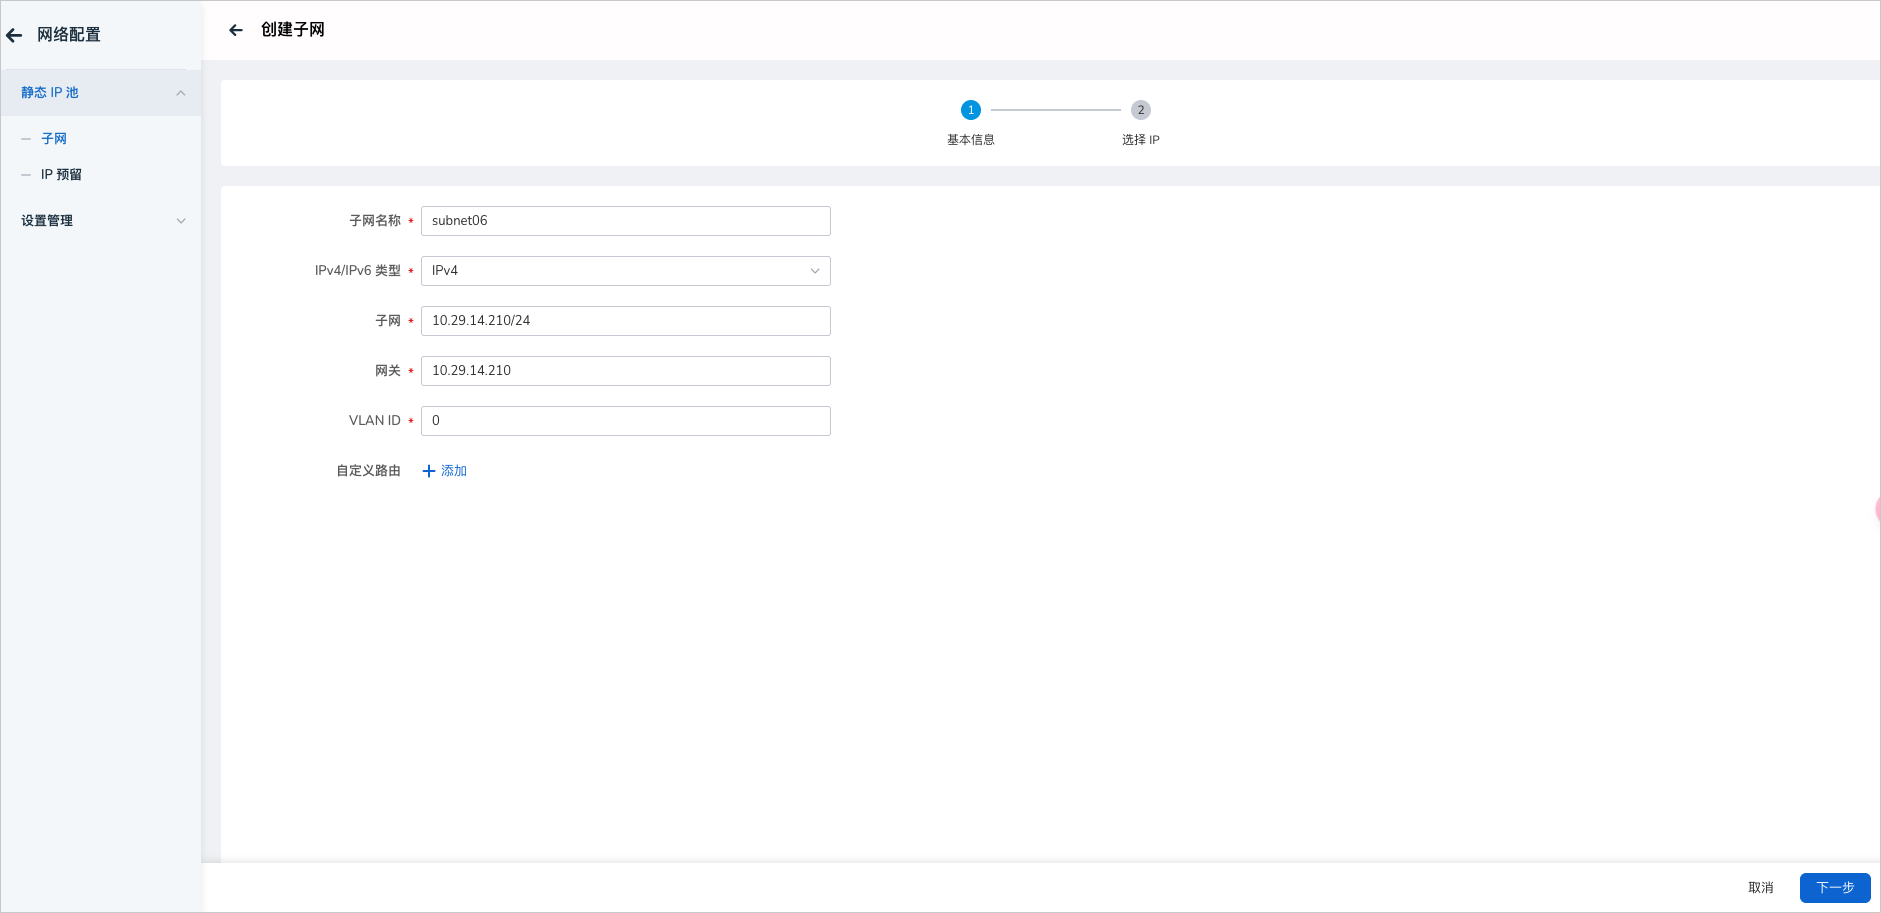 网络配置
静态 IP 池
子网
IP 预留
设置管理
创建子网
1
2
基本信息
选择 IP
子网名称 * subnet06
IPv4/IPv6 类型 * IPv4
子网 * 10.29.14.210/24
网关 * 10.29.14.210
VLAN ID * 0
自定义路由 + 添加
取消 下一步